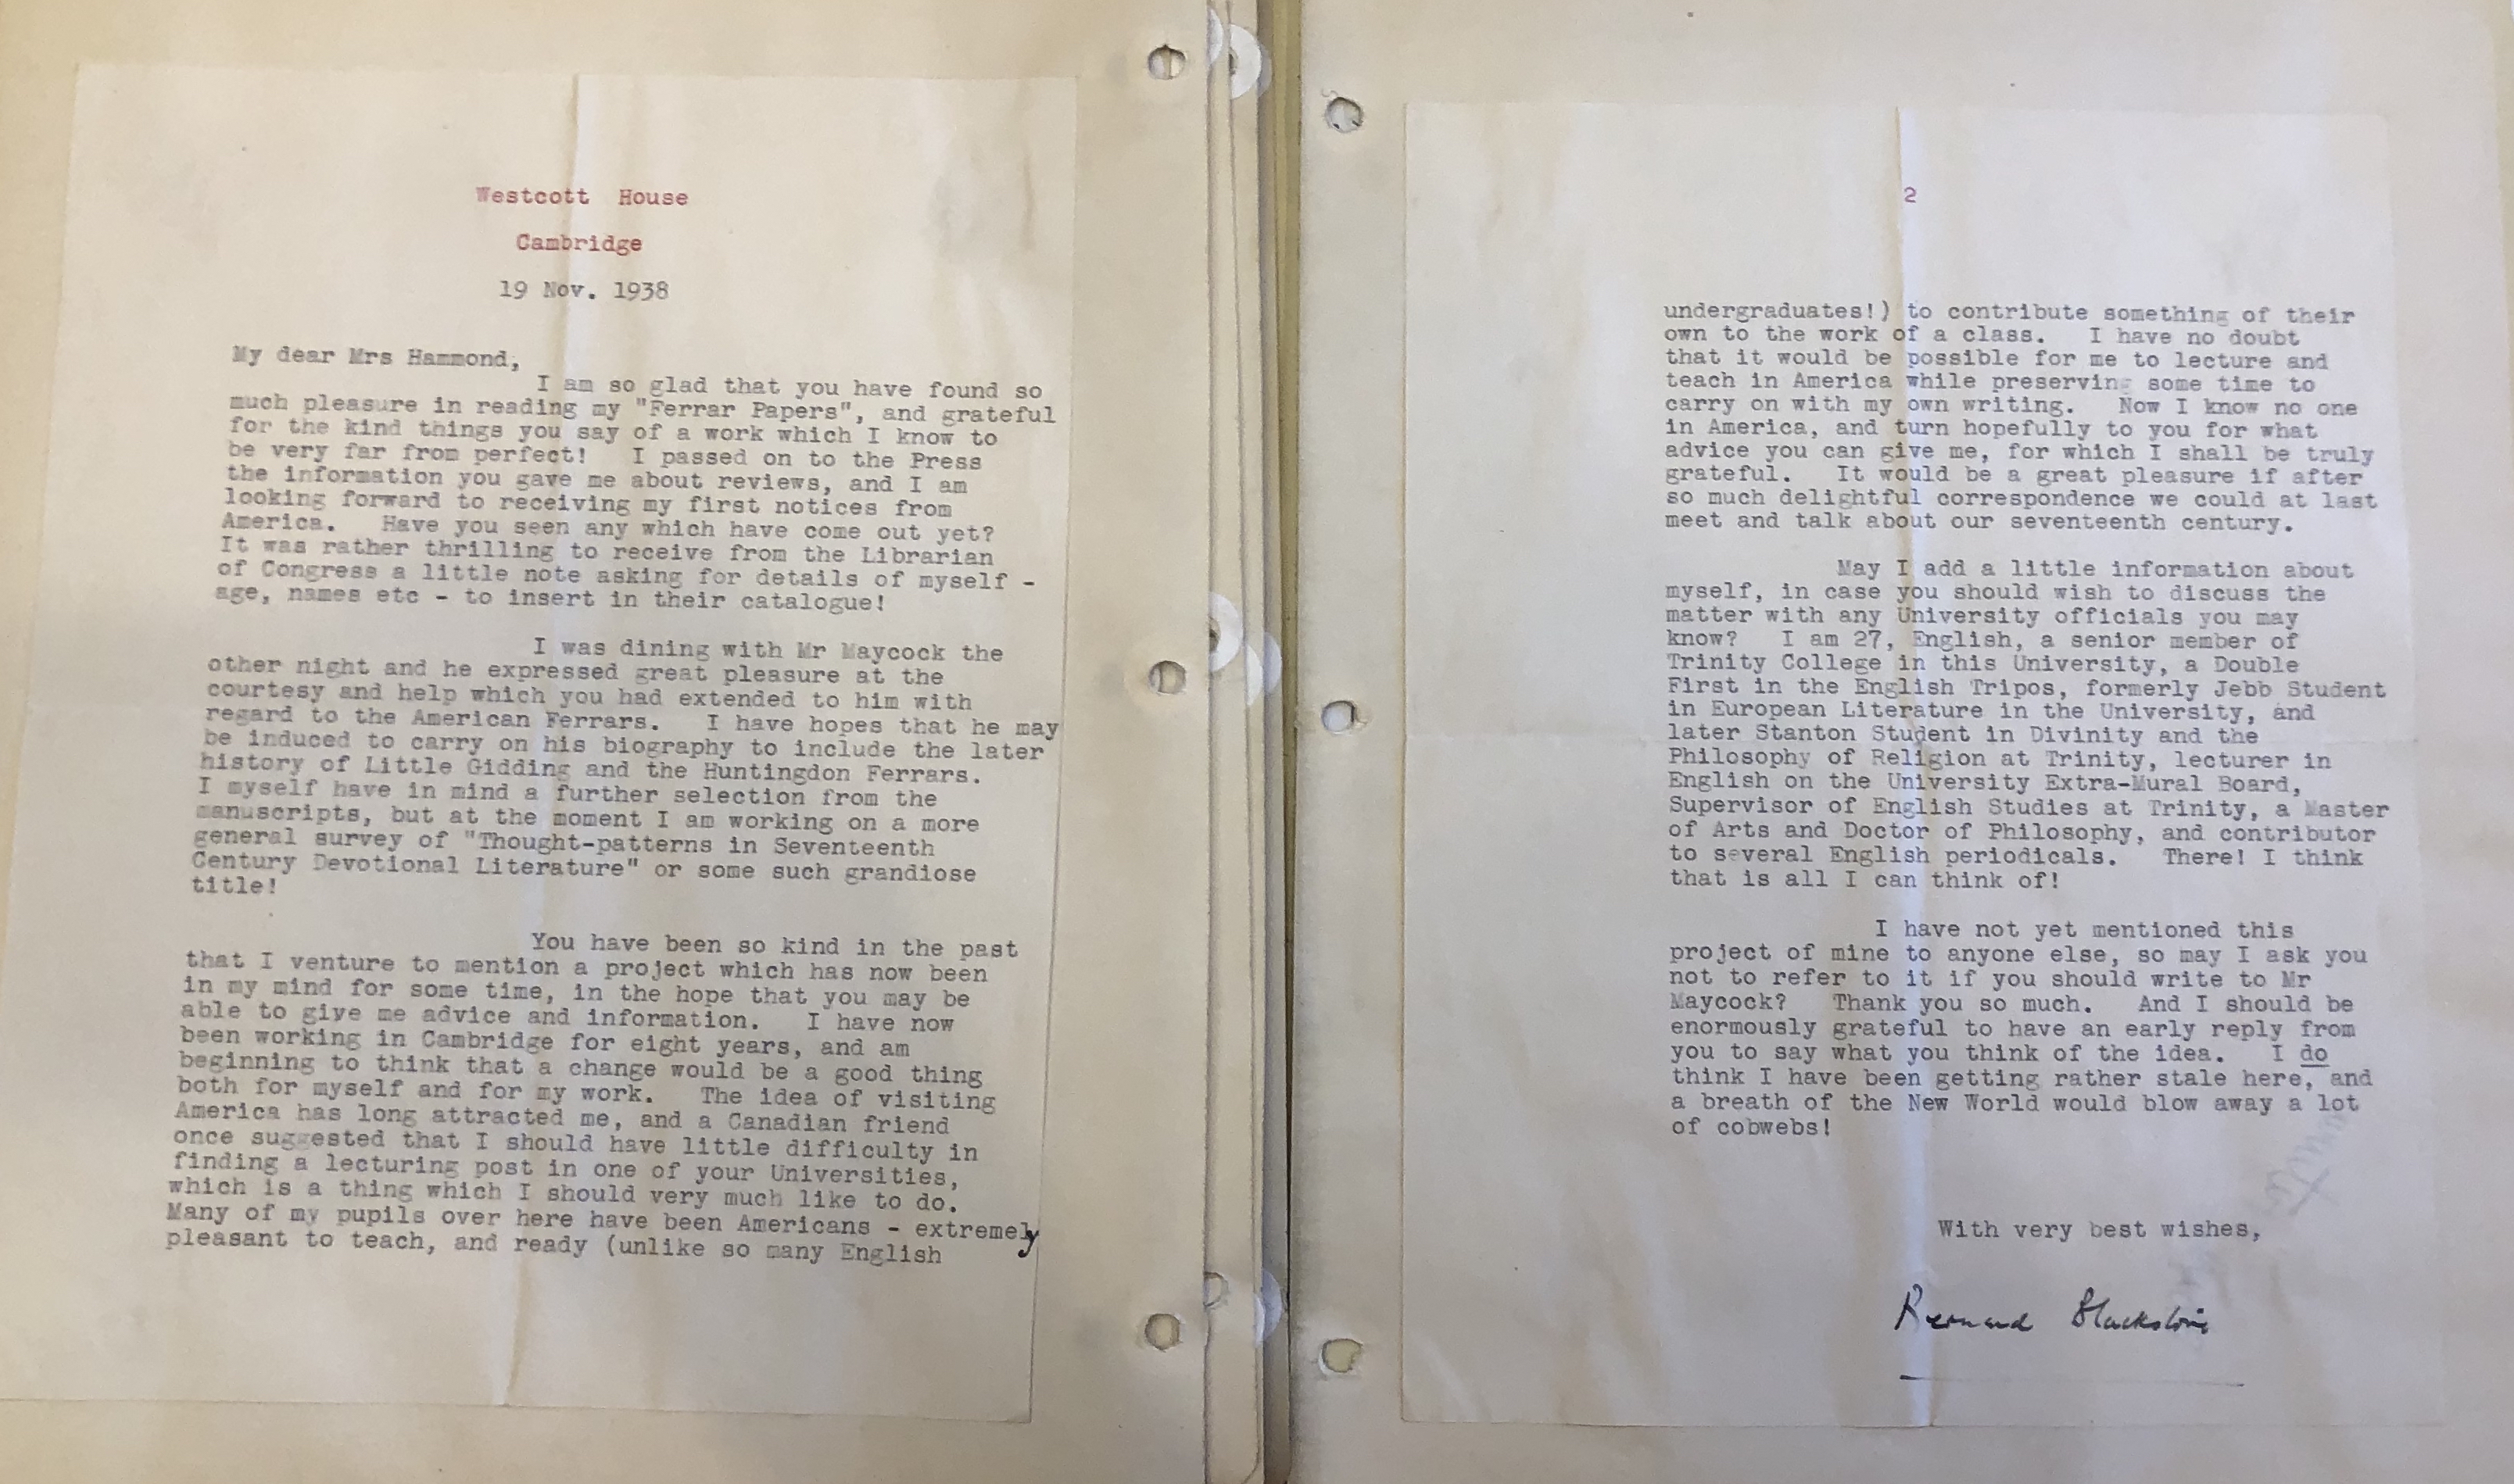 Westcott House
Cambridge
19 Nov. 1938
My dear Mrs Hammond,
I am so glad that you have found so
much pleasure in reading my "Ferrar Papers", and grateful
for the kind things you say of a work which I know to
be very far from perfect! I passed on to the Press
the information you gave me about reviews, and I am
looking forward to receiving my first notices from
America. Have you seen any which have come out yet?
It was rather thrilling to receive from the Librarian
of Congress a little note asking for details of myself -
age, names etc - to insert in their catalogue!
I was dining with Mr Maycock the
other night and he expressed great pleasure at the
courtesy and help which you had extended to him with
regard to the American Ferrars. I have hopes that he may
be induced to carry on his biography to include the later
history of Little Gidding and the Huntingdon Ferrars.
I myself have in mind a further selection from the
manuscripts, but at the moment I am working on a more
general survey of "Thought-patterns in Seventeenth
Century Devotional Literature" or some such grandiose
title!
You have been so kind in the past
that I venture to mention a project which has now been
in my mind for some time, in the hope that you may be
able to give me advice and information. I have now
been working in Cambridge for eight years, and am
beginning to think that a change would be a good thing
both for myself and for my work. The idea of visiting
America has long attracted me, and a Canadian friend
once suggested that I should have little difficulty in
finding a lecturing post in one of your Universities,
which is a thing which I should very much like to do.
Many of my pupils over here have been Americans - extremely
pleasant to teach, and ready (unlike so many English
2
undergraduates!) to contribute something of their
own to the work of a class. I have no doubt
that it would be possible for me to lecture and
teach in America while preserving some time to
carry on with my own writing. Now I know no one
in America, and turn hopefully to you for what
advice you can give me, for which I shall be truly
grateful. It would be a great pleasure if after
so much delightful correspondence we could at last
meet and talk about our seventeenth century.
May I add a little information about
myself, in case you should wish to discuss the
matter with any University officials you may
know? I am 27, English, a senior member of
Trinity College in this University, a Double
First in the English Tripos, formerly Jebb Student
in European Literature in the University, and
later Stanton Student in Divinity and the
Philosophy of Religion at Trinity, lecturer in
English on the University Extra-Mural Board,
Supervisor of English Studies at Trinity, a Master
of Arts and Doctor of Philosophy, and contributor
to several English periodicals. There! I think
that is all I can think of!
I have not yet mentioned this
project of mine to anyone else, so may I ask you
not to refer to it if you should write to Mr
Maycock? Thank you so much. And I should be
enormously grateful to have an early reply from
you to say what you think of the idea. I do
think I have been getting rather stale here, and
a breath of the New World would blow away a lot
of cobwebs!
With very best wishes,
Bernard Blackstone